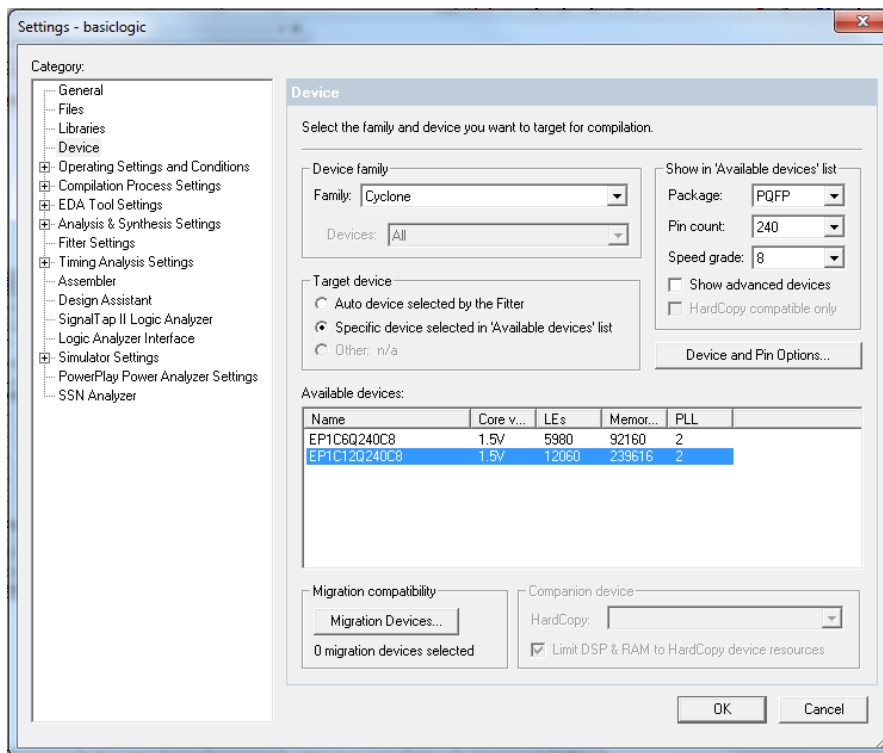 Settings - basiclogic
Category:
General
Files
Libraries
Device
Operating Settings and Conditions
Compilation Process Settings
EDA Tool Settings
Analysis & Synthesis Settings
Fitter Settings
Timing Analysis Settings
Assembler
Design Assistant
SignalTap II Logic Analyzer
Logic Analyzer Interface
Simulator Settings
PowerPlay Power Analyzer Settings
SSN Analyzer
Device
Select the family and device you want to target for compilation.
Device family
Family: Cyclone
Devices: All
Target device
Auto device selected by the Fitter
Specific device selected in 'Available devices' list
Other: n/a
Show in 'Available devices' list
Package: PQFP
Pin count: 240
Speed grade: 8
Show advanced devices
HardCopy compatible only
Device and Pin Options...
Available devices:
Name Core v... LEs Memor... PLL
EP1C6Q240C8 1.5V 5980 92160 2
EP1C12Q240C8 1.5V 12060 239616 2
Migration compatibility
Migration Devices...
0 migration devices selected
Companion device
HardCopy:
Limit DSP & RAM to HardCopy device resources
OK Cancel